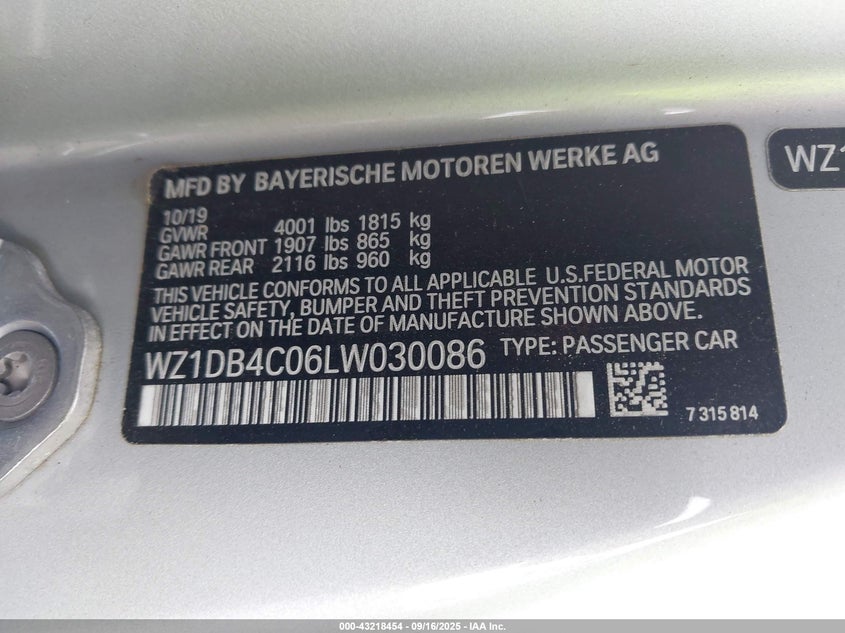 MFD BY BAYERISCHE MOTOREN WERKE AG
10/19
GVWR 4001 lbs 1815 kg
GAWR FRONT 1907 lbs 865 kg
GAWR REAR 2116 lbs 960 kg
THIS VEHICLE CONFORMS TO ALL APPLICABLE U.S.FEDERAL MOTOR
VEHICLE SAFETY, BUMPER AND THEFT PREVENTION STANDARDS
IN EFFECT ON THE DATE OF MANUFACTURE SHOWN ABOVE.
WZ1DB4C06LW030086 TYPE: PASSENGER CAR
7 315 814
WZ1
000-43218454 - 09/16/2025 - IAA Inc.